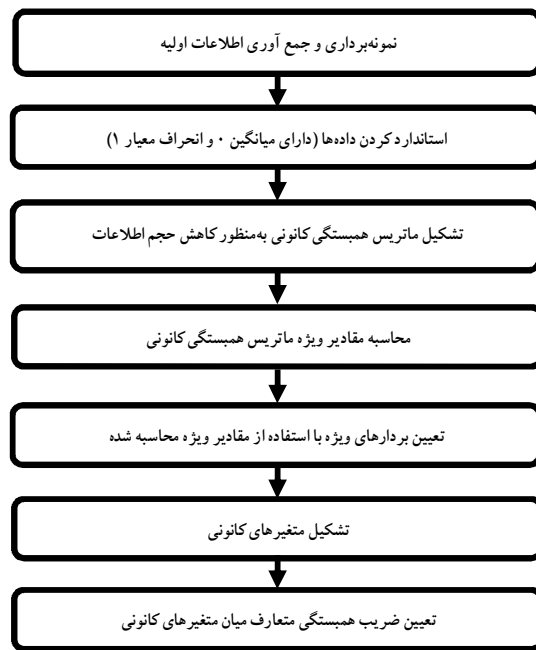 نمونه‌برداری و جمع آوری اطلاعات اولیه
استاندارد کردن داده‌ها (دارای میانگین ۰ و انحراف معیار ۱)
تشکیل ماتریس همبستگی کانونی به‌منظور کاهش حجم اطلاعات
محاسبه مقادیر ویژه ماتریس همبستگی کانونی
تعیین بردارهای ویژه با استفاده از مقادیر ویژه محاسبه شده
تشکیل متغیرهای کانونی
تعیین ضریب همبستگی متعارف میان متغیرهای کانونی